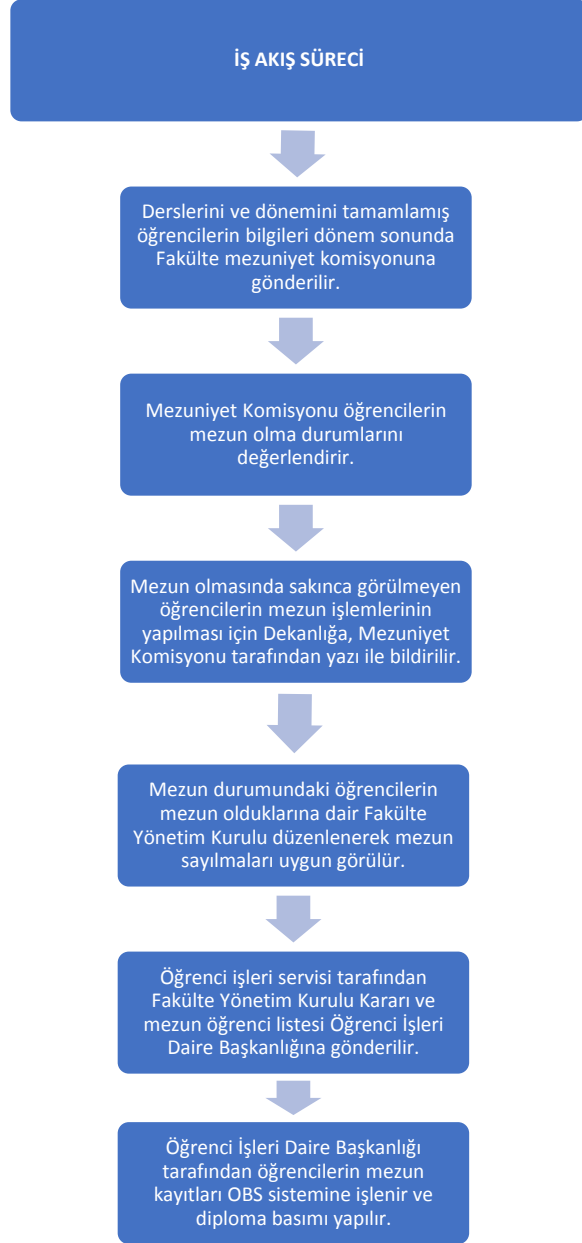 İŞ AKIŞ SÜRECİ
Derslerini ve dönemini tamamlamış
öğrencilerin bilgileri dönem sonunda
Fakülte mezuniyet komisyonuna
gönderilir.
Mezuniyet Komisyonu öğrencilerin
mezun olma durumlarını
değerlendirir.
Mezun olmasında sakınca görülmeyen
öğrencilerin mezun işlemlerinin
yapılması için Dekanlığa, Mezuniyet
Komisyonu tarafından yazı ile bildirilir.
Mezun durumundaki öğrencilerin
mezun olduklarına dair Fakülte
Yönetim Kurulu düzenlenerek mezun
sayılmaları uygun görülür.
Öğrenci işleri servisi tarafından
Fakülte Yönetim Kurulu Kararı ve
mezun öğrenci listesi Öğrenci İşleri
Daire Başkanlığına gönderilir.
Öğrenci İşleri Daire Başkanlığı
tarafından öğrencilerin mezun
kayıtları OBS sistemine işlenir ve
diploma basımı yapılır.